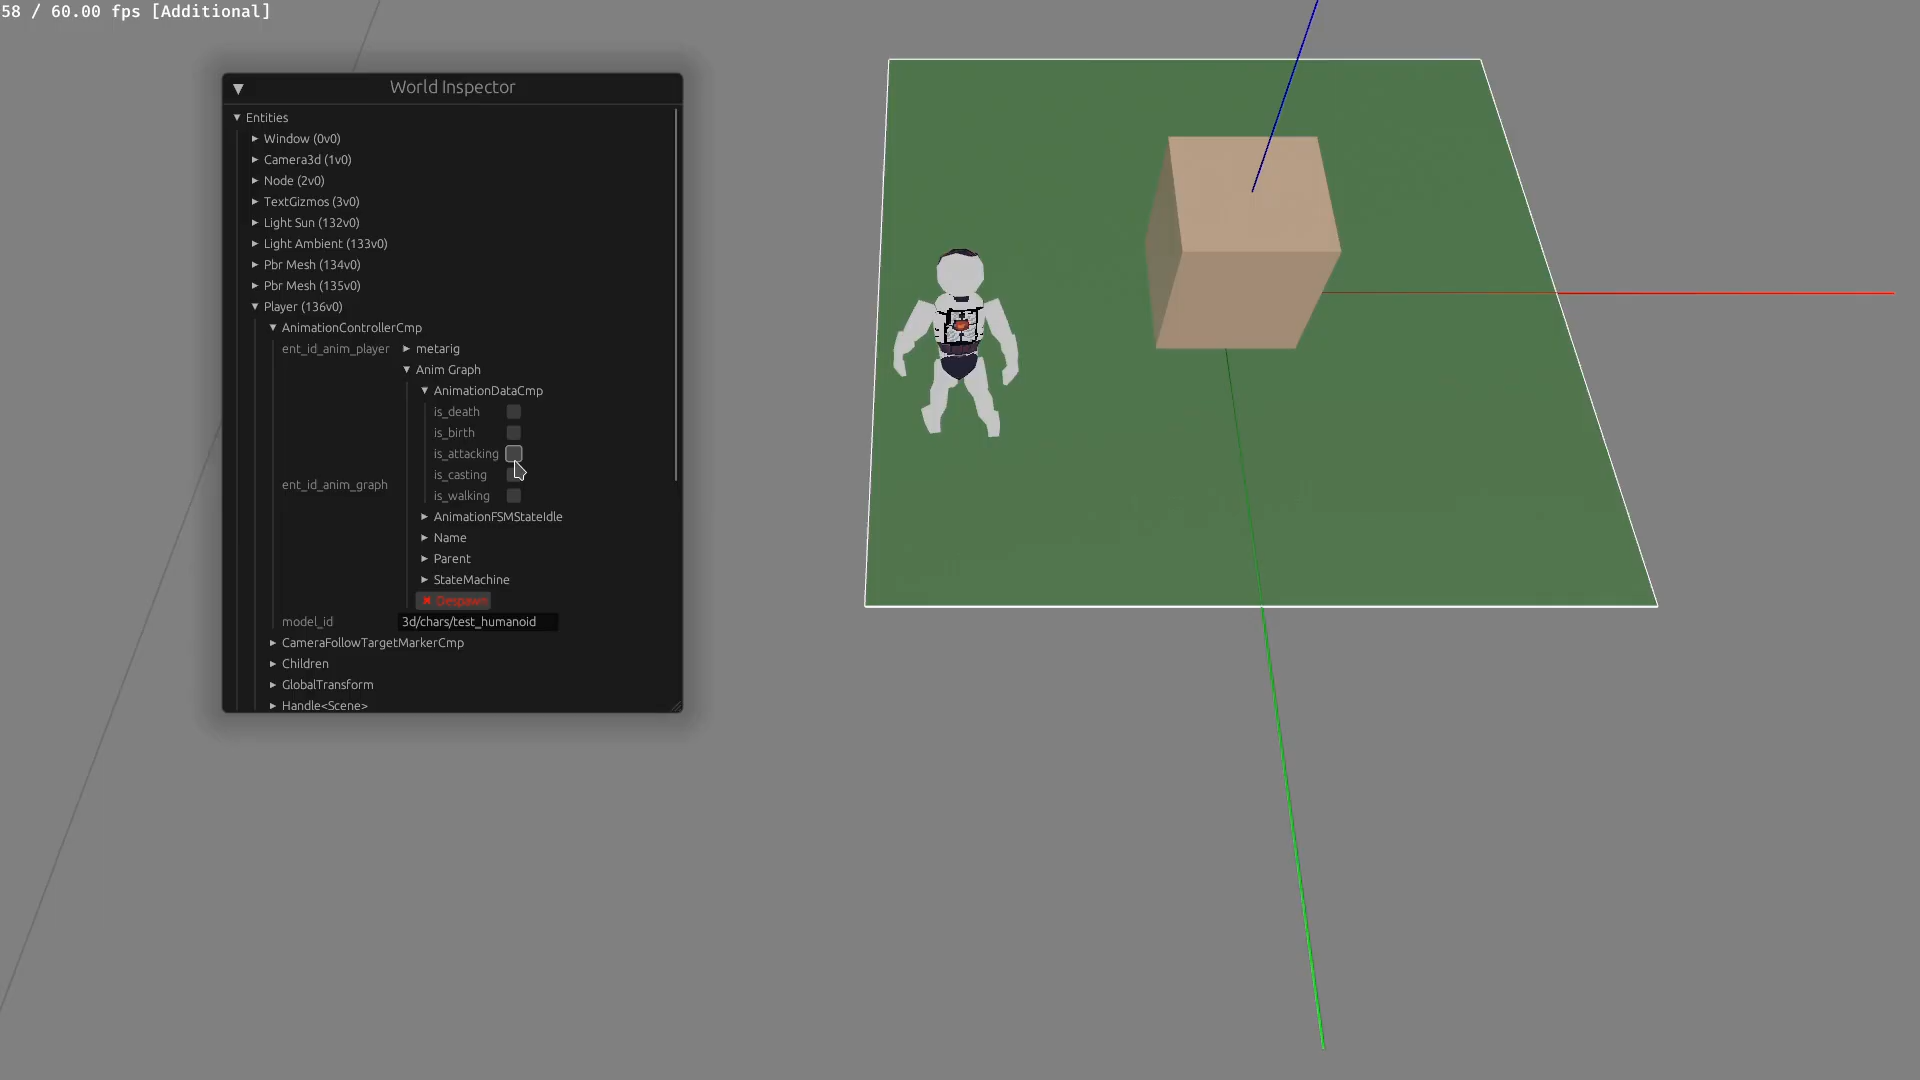 58 / 60.00 fps [Additional]
World Inspector
Entities
Window (0v0)
Camera3d (1v0)
Node (2v0)
TextGizmos (3v0)
Light Sun (132v0)
Light Ambient (133v0)
Pbr Mesh (134v0)
Pbr Mesh (135v0)
Player (136v0)
AnimationControllerCmp
ent_id_anim_player metarig
Anim Graph
AnimationDataCmp
is_death
is_birth
is_attacking
is_casting
ent_id_anim_graph
is_walking
AnimationFSMStateIdle
Name
Parent
StateMachine
Despawn
model_id 3d/chars/test_humanoid
CameraFollowTargetMarkerCmp
Children
GlobalTransform
Handle<Scene>